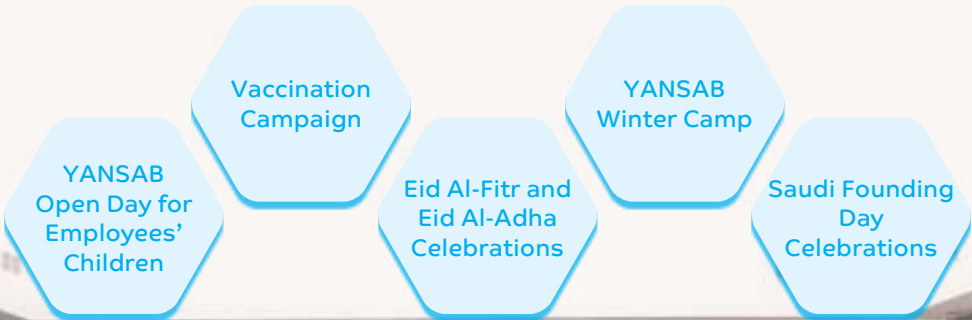 YANSAB
Open Day for
Employees’
Children
Vaccination
Campaign
Eid Al-Fitr and
Eid Al-Adha
Celebrations
YANSAB
Winter Camp
Saudi Founding
Day
Celebrations